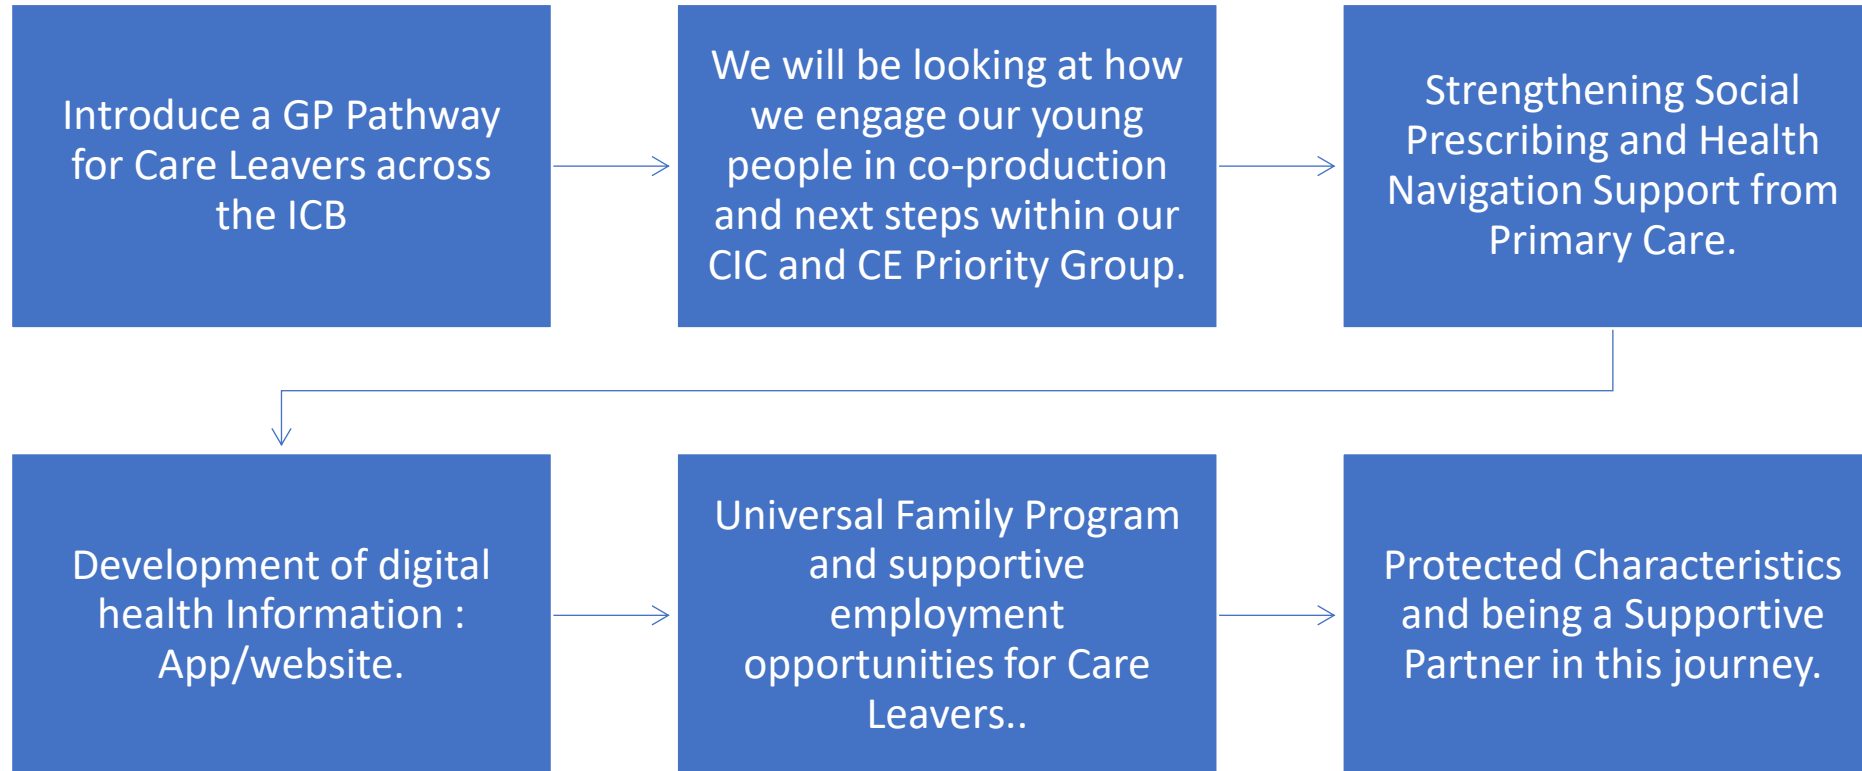 Introduce a GP Pathway
for Care Leavers across
the ICB
We will be looking at how
we engage our young
people in co-production
and next steps within our
CIC and CE Priority Group.
Strengthening Social
Prescribing and Health
Navigation Support from
Primary Care.
Development of digital
health Information :
App/website.
Universal Family Program
and supportive
employment
opportunities for Care
Leavers..
Protected Characteristics
and being a Supportive
Partner in this journey.